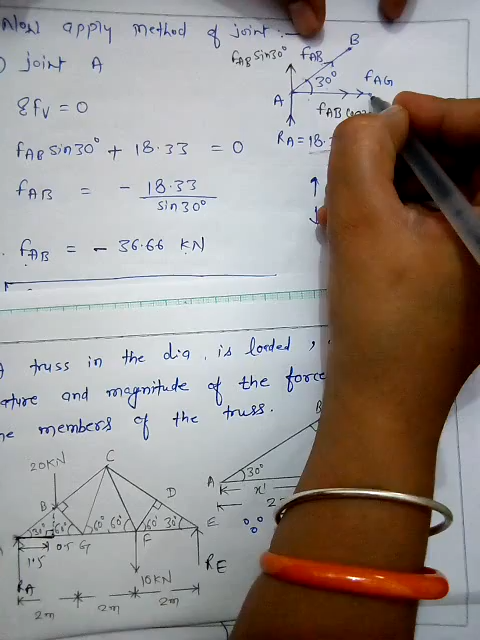 Now apply method of joint :-
joint A
Σfv = 0
fAB sin30° + 18.33 = 0
fAB = - 18.33 / sin30°
fAB = - 36.66 KN
fAB sin30°
fAB
B
30°
fAG
A
fAB cos
RA = 18.
truss in the dia. is loaded,
and magnitude of the force
members of the truss.
20KN
C
B
D
30° 60° 60° 60° 60° 30°
G
F
E
1.5
0.5
RA
10KN
RE
2m
2m
2m
B
A
30°
x'
2